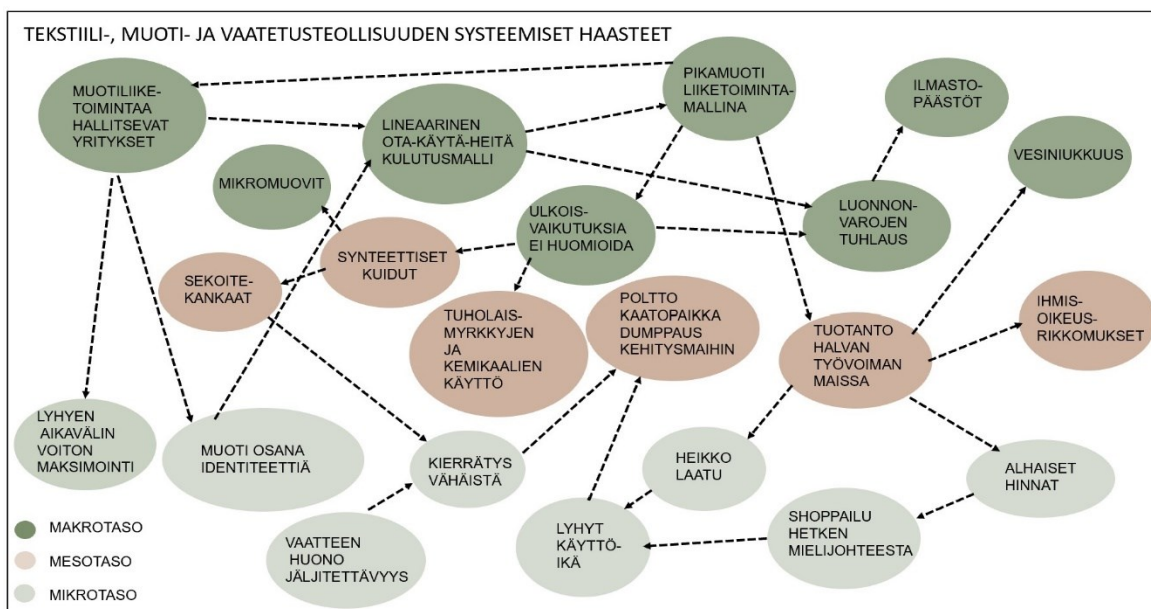 TEKSTIILI-, MUOTI- JA VAATETUSTEOLLISUUDEN SYSTEEMISET HAASTEET
MUOTILIIKE-
TOIMINTAA
HALLITSEVAT
YRITYKSET
LINEAARINEN
OTA-KÄYTÄ-HEITÄ
KULUTUSMALLI
PIKAMUOTI
LIIKETOIMINTA-
MALLINA
ILMASTO-
PÄÄSTÖT
VESINIUKKUUS
MIKROMUOVIT
ULKOIS-
VAIKUTUKSIA
EI HUOMIOIDA
LUONNON-
VAROJEN
TUHLAUS
SYNTEETTISET
KUIDUT
SEKOITE-
KANKAAT
TUHOLAIS-
MYRKKYJEN
JA
KEMIKAALIEN
KÄYTTÖ
POLTTO
KAATOPAIKKA
DUMPPAUS
KEHITYSMAIHIN
TUOTANTO
HALVAN
TYÖVOIMAN
MAISSA
IHMIS-
OIKEUS-
RIKKOMUKSET
LYHYEN
AIKAVÄLIN
VOITON
MAKSIMOINTI
MUOTI OSANA
IDENTITEETTIÄ
KIERRÄTYS
VÄHÄISTÄ
HEIKKO
LAATU
ALHAISET
HINNAT
VAATTEEN
HUONO
JÄLJITETTÄVYYS
LYHYT
KÄYTTÖ-
IKÄ
SHOPPAILU
HETKEN
MIELIJOHTEESTA
MAKROTASO
MESOTASO
MIKROTASO